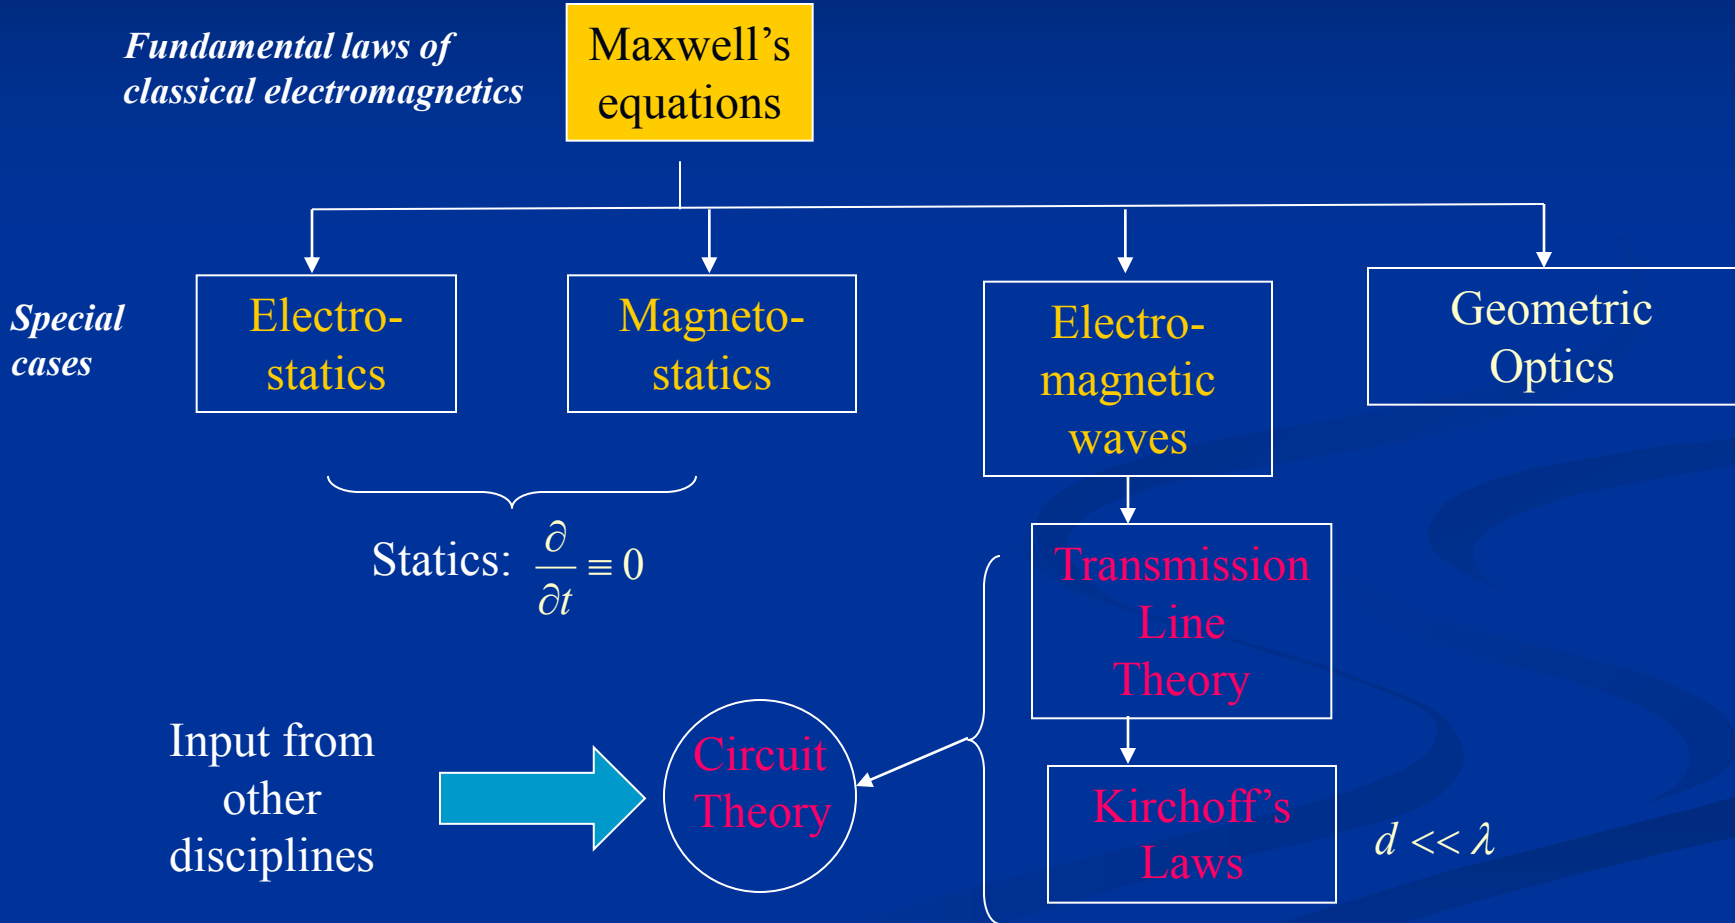 Fundamental laws of
classical electromagnetics
Maxwell’s
equations
Special
cases
Electro-
statics
Magneto-
statics
Electro-
magnetic
waves
Geometric
Optics
Statics: ∂/∂t ≡ 0
Transmission
Line
Theory
Input from
other
disciplines
Circuit
Theory
Kirchoff’s
Laws
d << λ